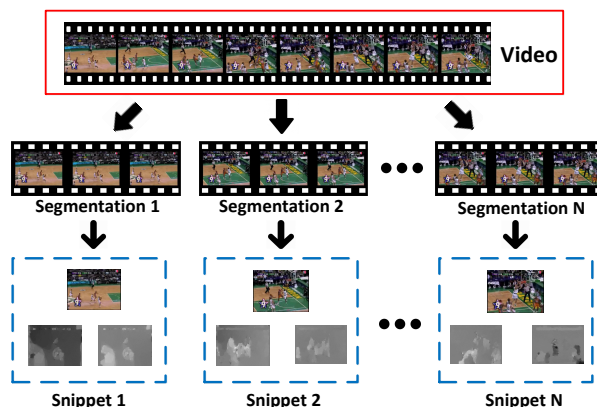 Video
Segmentation 1
Segmentation 2
Segmentation N
Snippet 1
Snippet 2
Snippet N